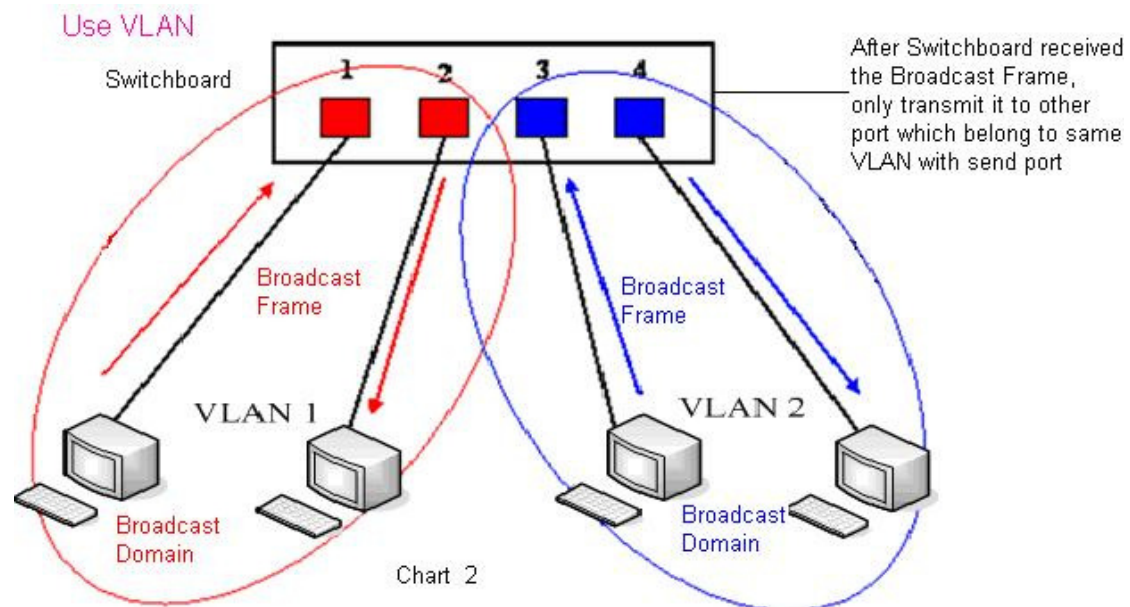 Use VLAN
Switchboard
1 2 3 4
After Switchboard received
the Broadcast Frame,
only transmit it to other
port which belong to same
VLAN with send port
Broadcast
Frame
Broadcast
Frame
VLAN 1
VLAN 2
Broadcast
Domain
Broadcast
Domain
Chart 2